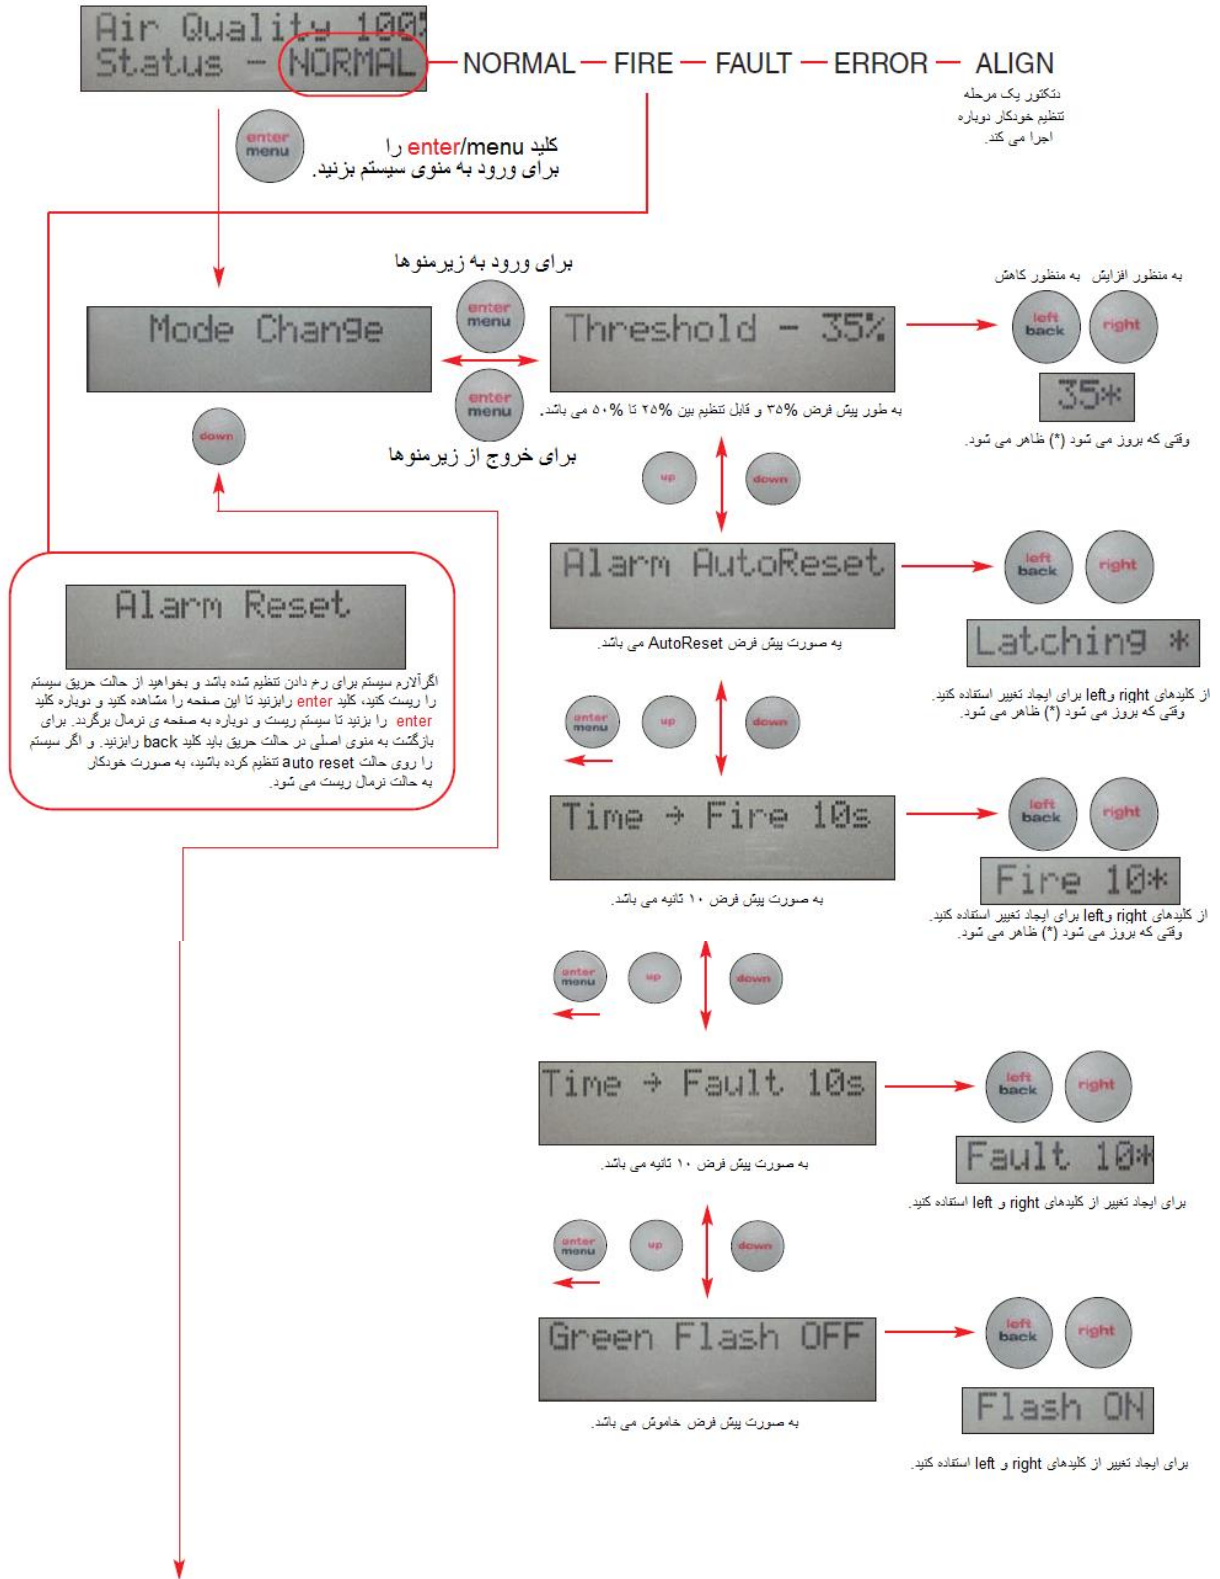 Air Quality 100%
Status - NORMAL
NORMAL — FIRE — FAULT — ERROR — ALIGN
دتکتور یک مرحله
تنظیم خودکار دوباره
اجرا می کند.
enter
menu
کلید enter/menu را
برای ورود به منوی سیستم بزنید.
برای ورود به زیرمنوها
enter
menu
Mode Change
enter
menu
برای خروج از زیرمنوها
down
Threshold - 35%
به طور پیش فرض ۳۵% و قابل تنظیم بین ۲۵% تا ۵۰% می باشد.
به منظور افزایش به منظور کاهش
left
back
right
35*
وقتی که بروز می شود (*) ظاهر می شود.
up
down
Alarm AutoReset
به صورت پیش فرض AutoReset می باشد.
left
back
right
Latching *
از کلیدهای right وleft برای ایجاد تغییر استفاده کنید.
وقتی که بروز می شود (*) ظاهر می شود.
Alarm Reset
اگرآلارم سیستم برای رخ دادن تنظیم شده باشد و بخواهید از حالت حریق سیستم
را ریست کنید، کلید enter رابزنید تا این صفحه را مشاهده کنید و دوباره کلید
enter را بزنید تا سیستم ریست و دوباره به صفحه ی نرمال برگردد. برای
بازگشت به منوی اصلی در حالت حریق باید کلید back رابزنید. و اگر سیستم
را روی حالت auto reset تنظیم کرده باشید، به صورت خودکار
به حالت نرمال ریست می شود.
enter
menu
up
down
Time → Fire 10s
به صورت پیش فرض ۱۰ ثانیه می باشد.
left
back
right
Fire 10*
از کلیدهای right وleft برای ایجاد تغییر استفاده کنید.
وقتی که بروز می شود (*) ظاهر می شود.
enter
menu
up
down
Time → Fault 10s
به صورت پیش فرض ۱۰ ثانیه می باشد.
left
back
right
Fault 10*
برای ایجاد تغییر از کلیدهای right و left استفاده کنید.
enter
menu
up
down
Green Flash OFF
به صورت پیش فرض خاموش می باشد.
left
back
right
Flash ON
برای ایجاد تغییر از کلیدهای right و left استفاده کنید.